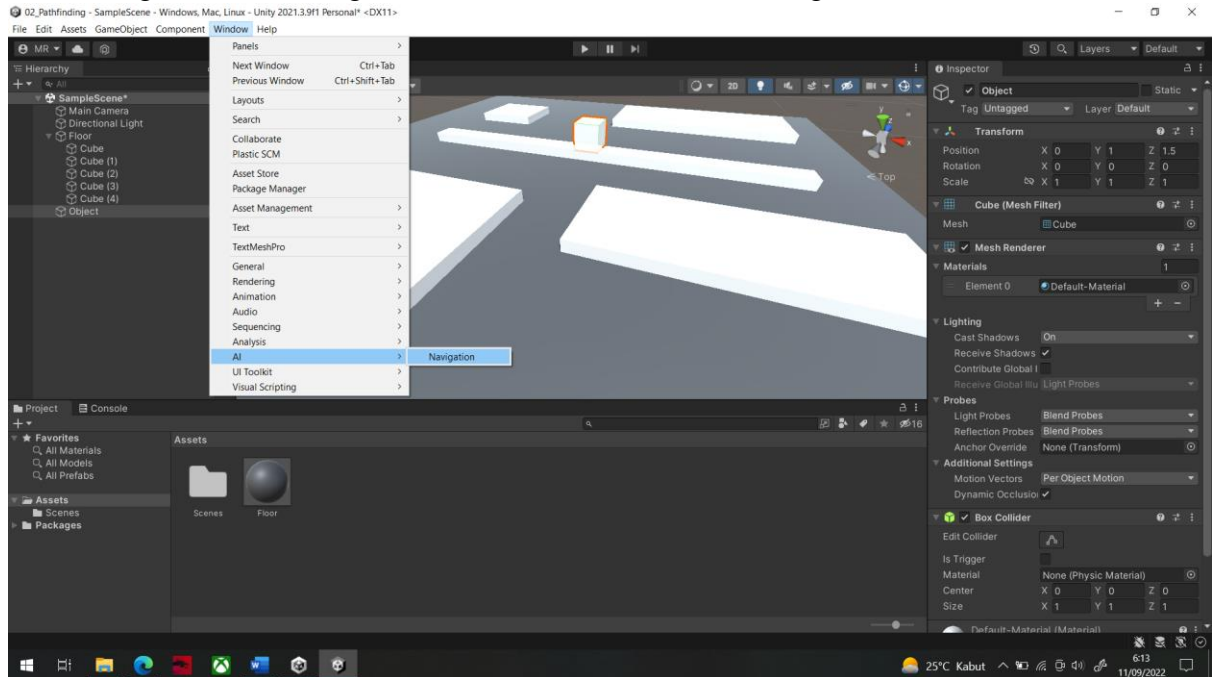 02_Pathfinding - SampleScene - Windows, Mac, Linux - Unity 2021.3.9f1 Personal* <DX11>
File Edit Assets GameObject Component Window Help
MR
Layers
Default
Hierarchy
All
SampleScene*
Main Camera
Directional Light
Floor
Cube
Cube (1)
Cube (2)
Cube (3)
Cube (4)
Object
Panels
Next Window Ctrl+Tab
Previous Window Ctrl+Shift+Tab
Layouts
Search
Collaborate
Plastic SCM
Asset Store
Package Manager
Asset Management
Text
TextMeshPro
General
Rendering
Animation
Audio
Sequencing
Analysis
AI
Navigation
UI Toolkit
Visual Scripting
2D
y
Top
Inspector
Object
Static
Tag Untagged Layer Default
Transform
Position X 0 Y 1 Z 1.5
Rotation X 0 Y 0 Z 0
Scale X 1 Y 1 Z 1
Cube (Mesh Filter)
Mesh Cube
Mesh Renderer
Materials 1
Element 0 Default-Material
Lighting
Cast Shadows On
Receive Shadows
Contribute Global I
Receive Global Illu Light Probes
Probes
Light Probes Blend Probes
Reflection Probes Blend Probes
Anchor Override None (Transform)
Additional Settings
Motion Vectors Per Object Motion
Dynamic Occlusio
Box Collider
Edit Collider
Is Trigger
Material None (Physic Material)
Center X 0 Y 0 Z 0
Size X 1 Y 1 Z 1
Default-Material (Material)
Project Console
16
Favorites
All Materials
All Models
All Prefabs
Assets
Scenes
Packages
Assets
Scenes Floor
25°C Kabut
6:13
11/09/2022